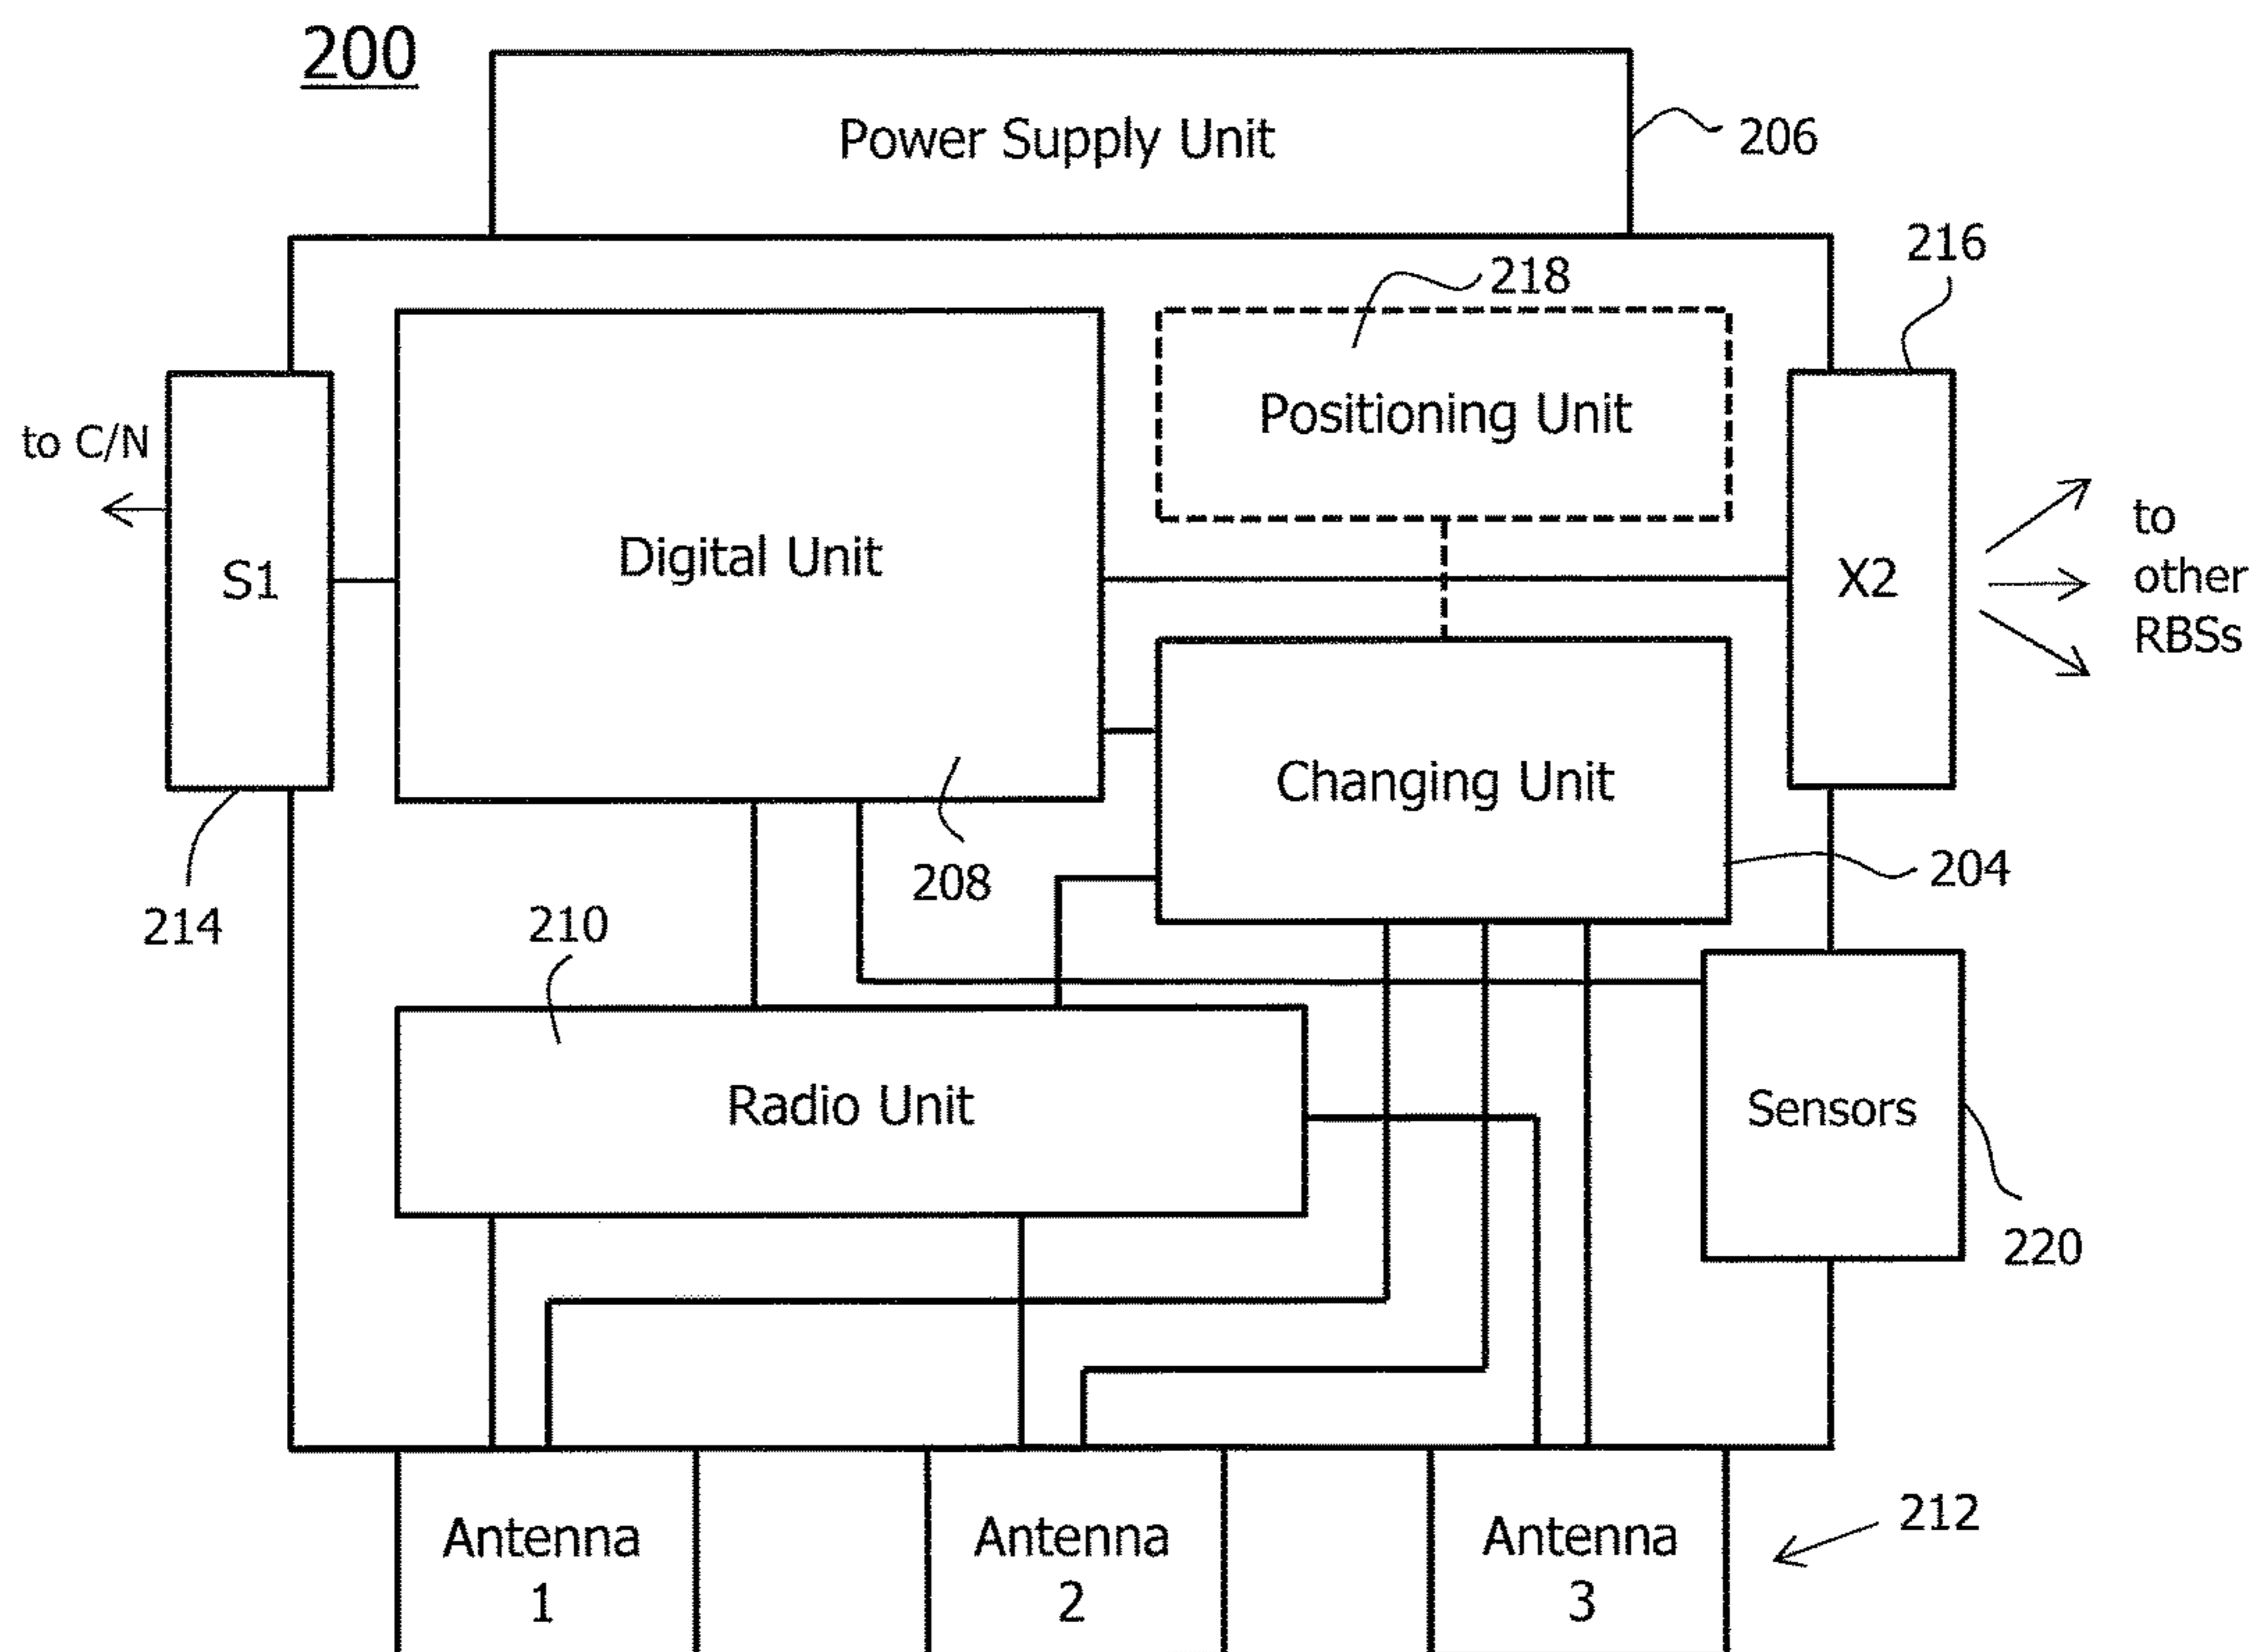 200
Power Supply Unit
206
216
218
Positioning Unit
to C/N
S1
Digital Unit
X2
to
other
RBSs
Changing Unit
208
204
214
210
Radio Unit
Sensors
220
Antenna
1
Antenna
2
Antenna
3
212